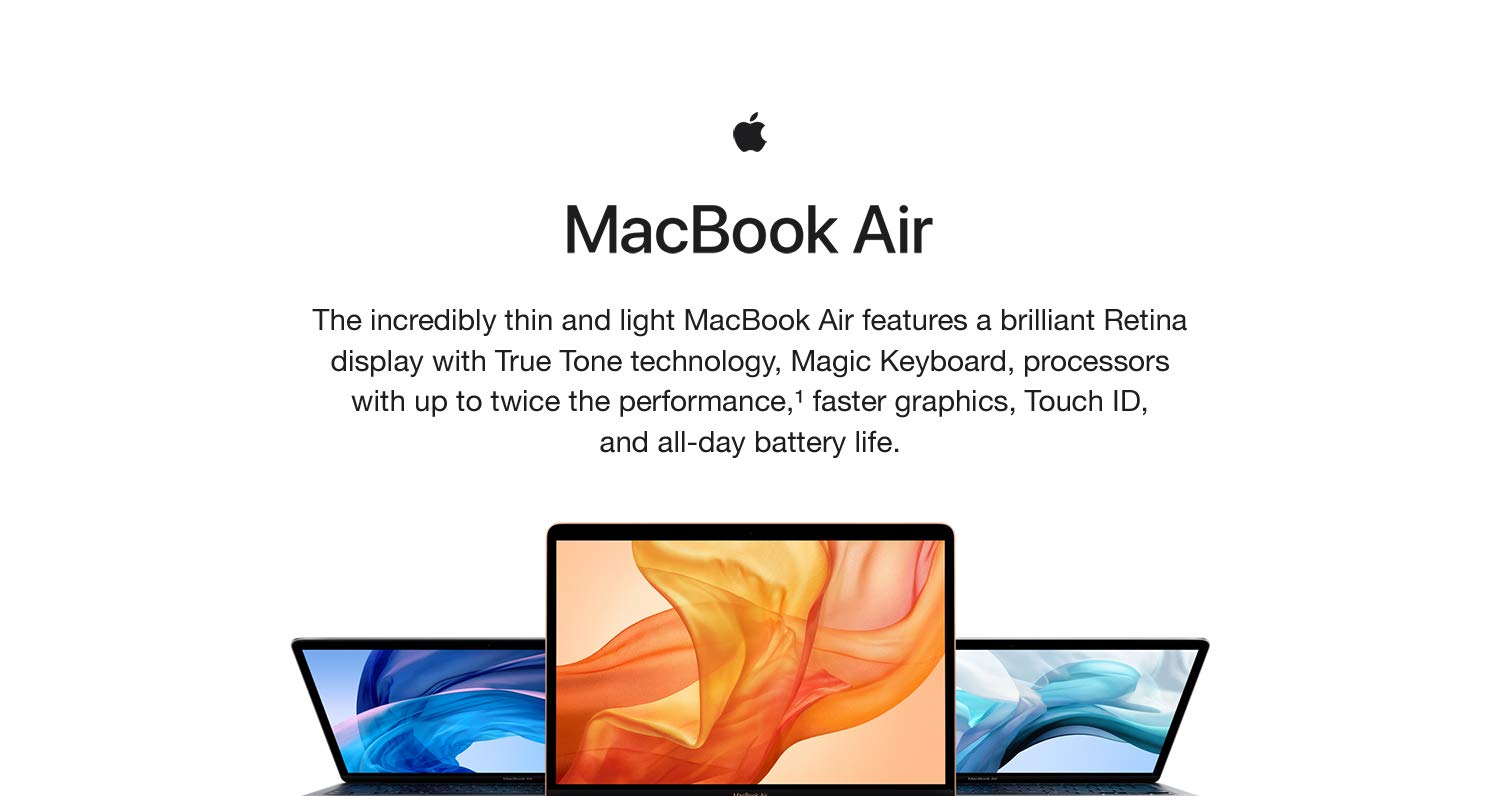 MacBook Air
The incredibly thin and light MacBook Air features a brilliant Retina
display with True Tone technology, Magic Keyboard, processors
with up to twice the performance,¹ faster graphics, Touch ID,
and all-day battery life.
MacBook Air
MacBook Air
MacBook Air